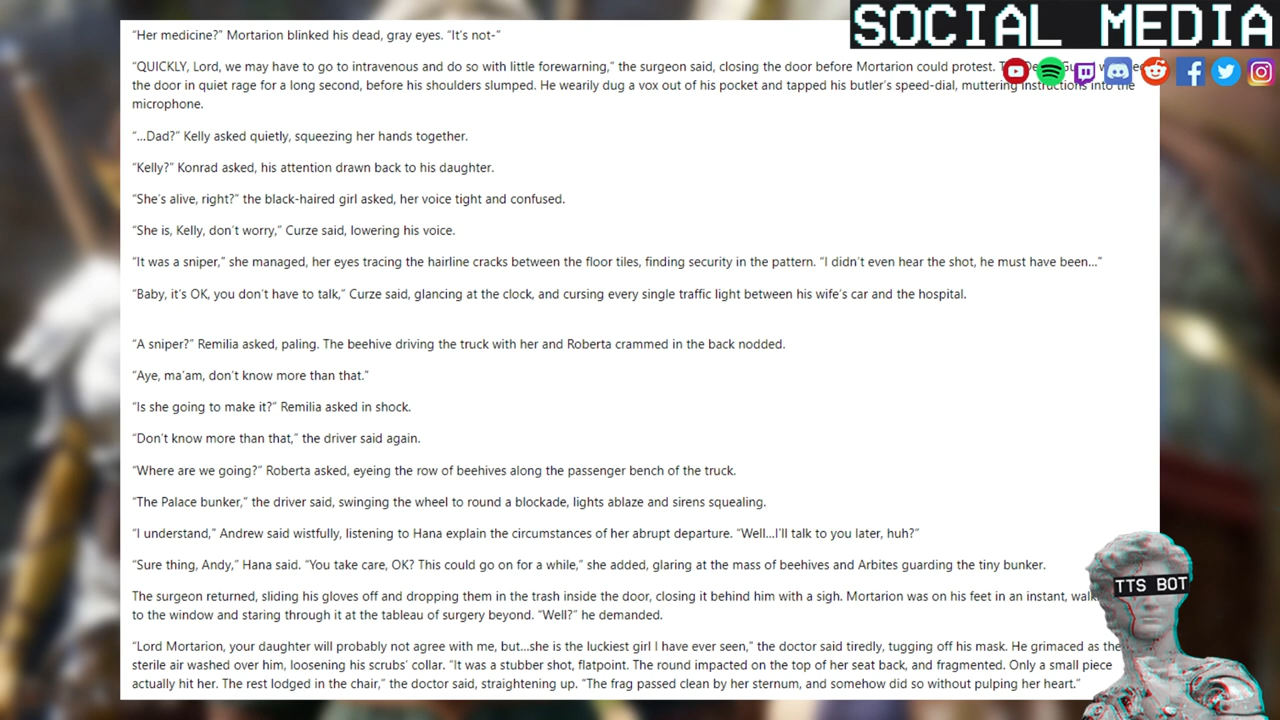 SOCIAL MEDIA
“Her medicine?” Mortarion blinked his dead, gray eyes. “It’s not-”
“QUICKLY, Lord, we may have to go to intravenous and do so with little forewarning,” the surgeon said, closing the door before Mortarion could protest.
the door in quiet rage for a long second, before his shoulders slumped. He wearily dug a vox out of his pocket and tapped his butler’s speed-dial, muttering instructions into the
microphone.
“…Dad?” Kelly asked quietly, squeezing her hands together.
“Kelly?” Konrad asked, his attention drawn back to his daughter.
“She’s alive, right?” the black-haired girl asked, her voice tight and confused.
“She is, Kelly, don’t worry,” Curze said, lowering his voice.
“It was a sniper,” she managed, her eyes tracing the hairline cracks between the floor tiles, finding security in the pattern. “I didn’t even hear the shot, he must have been…”
“Baby, it’s OK, you don’t have to talk,” Curze said, glancing at the clock, and cursing every single traffic light between his wife’s car and the hospital.
“A sniper?” Remilia asked, paling. The beehive driving the truck with her and Roberta crammed in the back nodded.
“Aye, ma’am, don’t know more than that.”
“Is she going to make it?” Remilia asked in shock.
“Don’t know more than that,” the driver said again.
“Where are we going?” Roberta asked, eyeing the row of beehives along the passenger bench of the truck.
“The Palace bunker,” the driver said, swinging the wheel to round a blockade, lights ablaze and sirens squealing.
“I understand,” Andrew said wistfully, listening to Hana explain the circumstances of her abrupt departure. “Well…I’ll talk to you later, huh?”
“Sure thing, Andy,” Hana said. “You take care, OK? This could go on for a while,” she added, glaring at the mass of beehives and Arbites guarding the tiny bunker.
The surgeon returned, sliding his gloves off and dropping them in the trash inside the door, closing it behind him with a sigh. Mortarion was on his feet in an instant,
to the window and staring through it at the tableau of surgery beyond. “Well?” he demanded.
“Lord Mortarion, your daughter will probably not agree with me, but…she is the luckiest girl I have ever seen,” the doctor said tiredly, tugging off his mask. He grimaced as the
sterile air washed over him, loosening his scrubs’ collar. “It was a stubber shot, flatpoint. The round impacted on the top of her seat back, and fragmented. Only a small piece
actually hit her. The rest lodged in the chair,” the doctor said, straightening up. “The frag passed clean by her sternum, and somehow did so without pulping her heart.”
TTS BOT